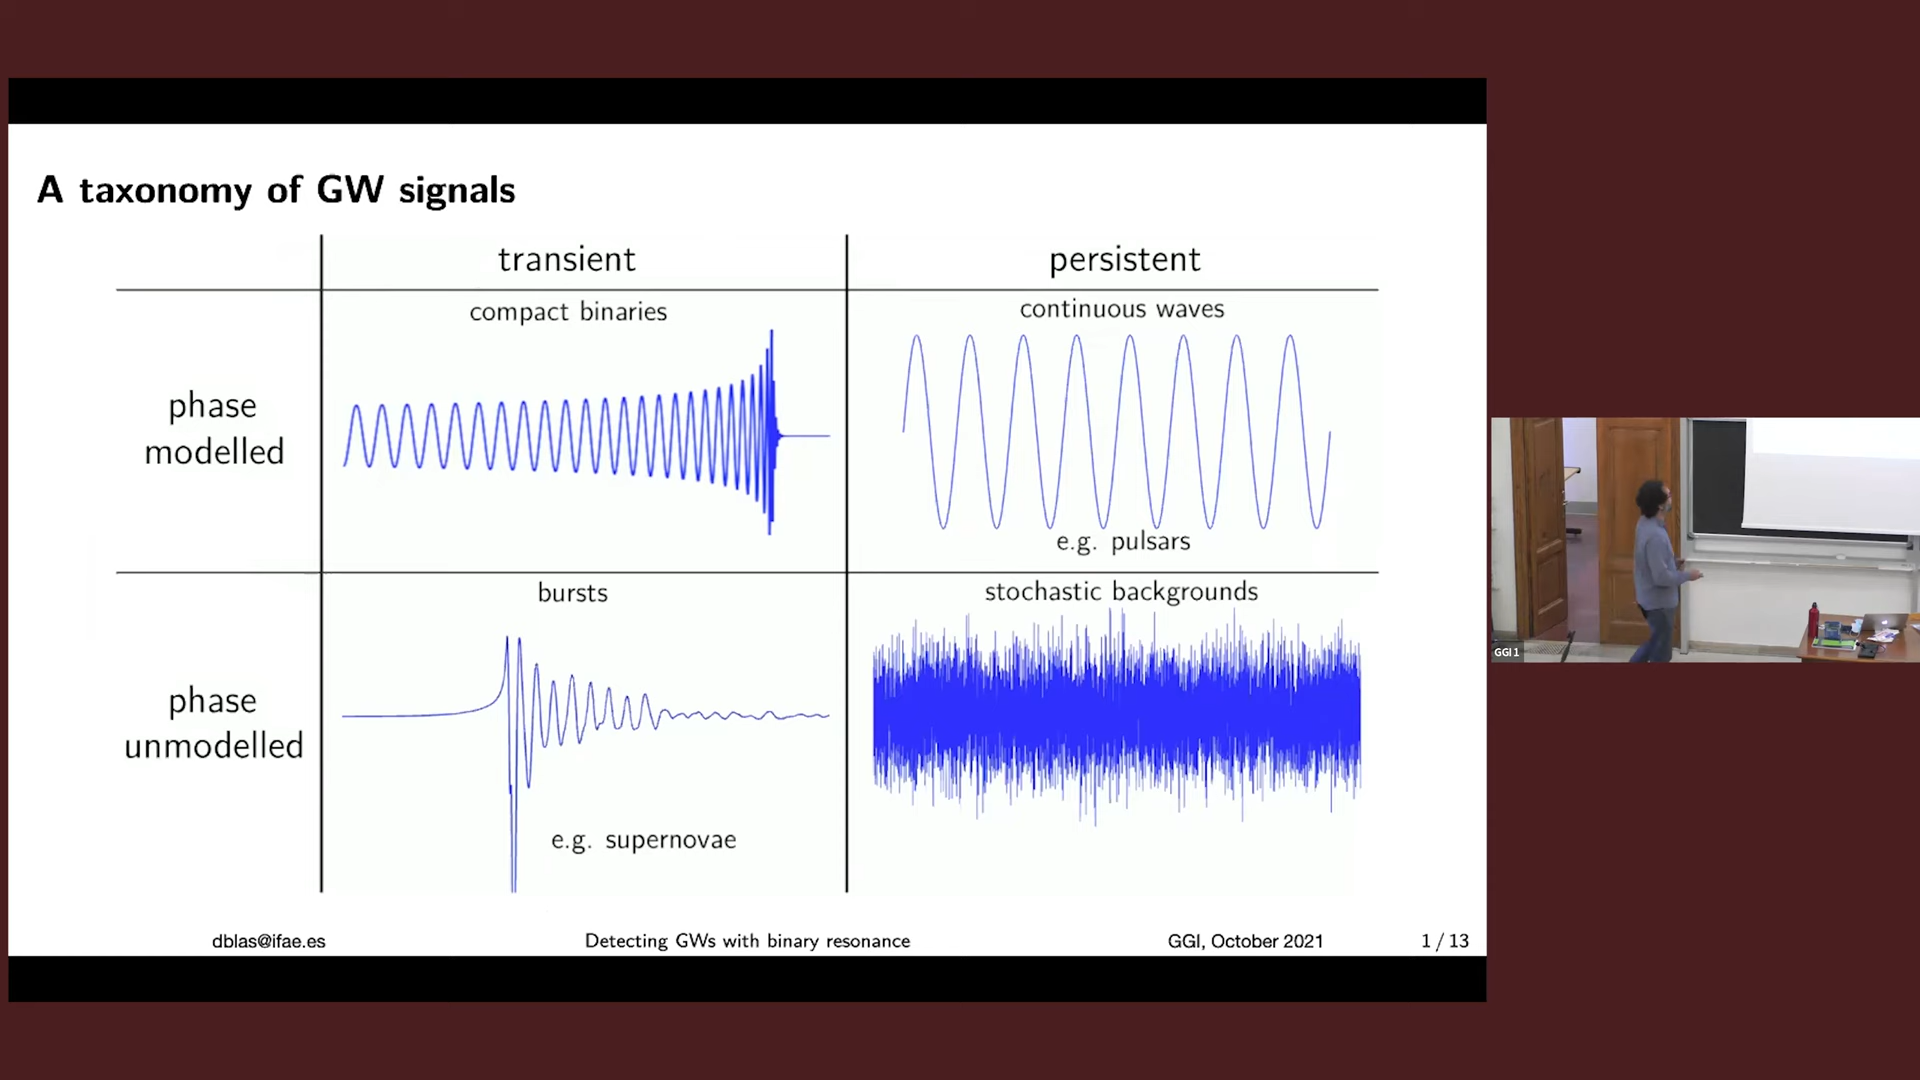 A taxonomy of GW signals
transient
persistent
compact binaries
continuous waves
phase
modelled
e.g. pulsars
bursts
stochastic backgrounds
phase
unmodelled
e.g. supernovae
dblas@ifae.es
Detecting GWs with binary resonance
GGI, October 2021
1 / 13
GGI 1